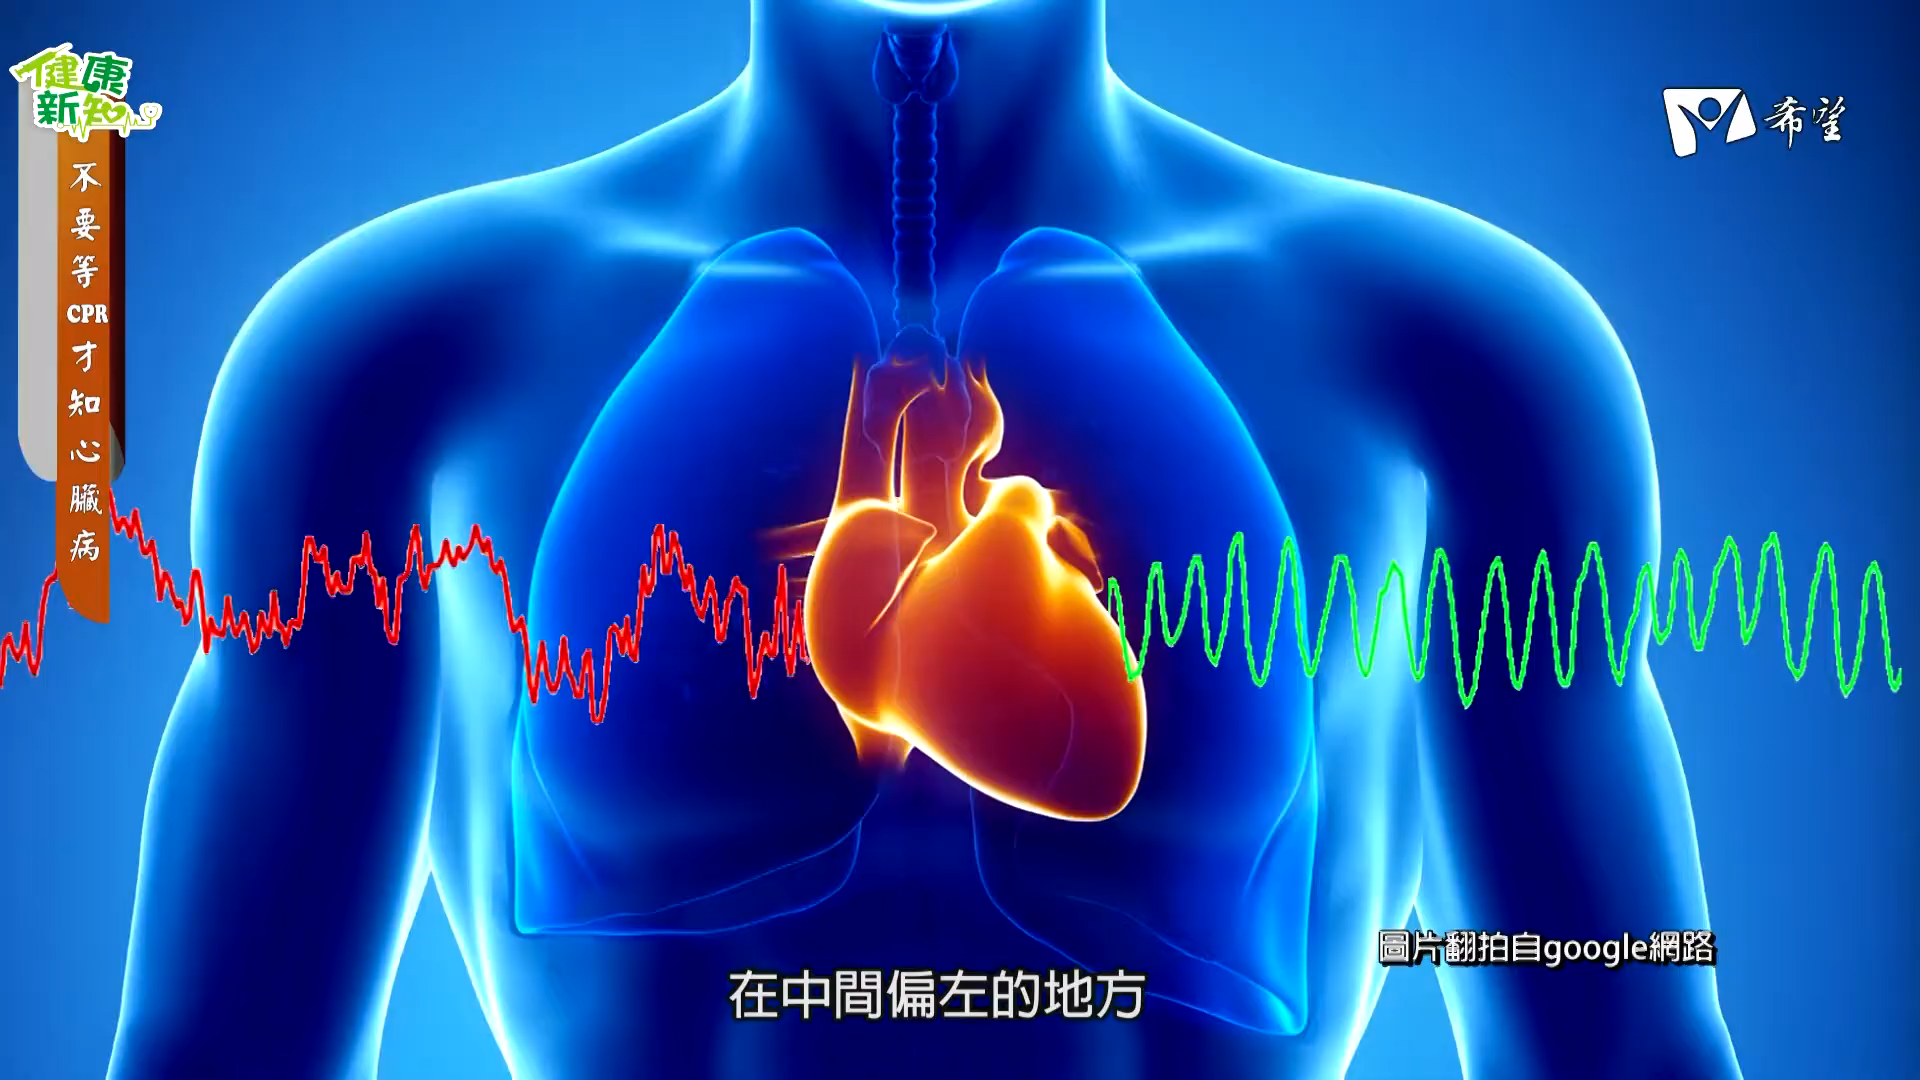 健康
新知
不要等CPR才知心臟病
希望
圖片翻拍自google網路
在中間偏左的地方